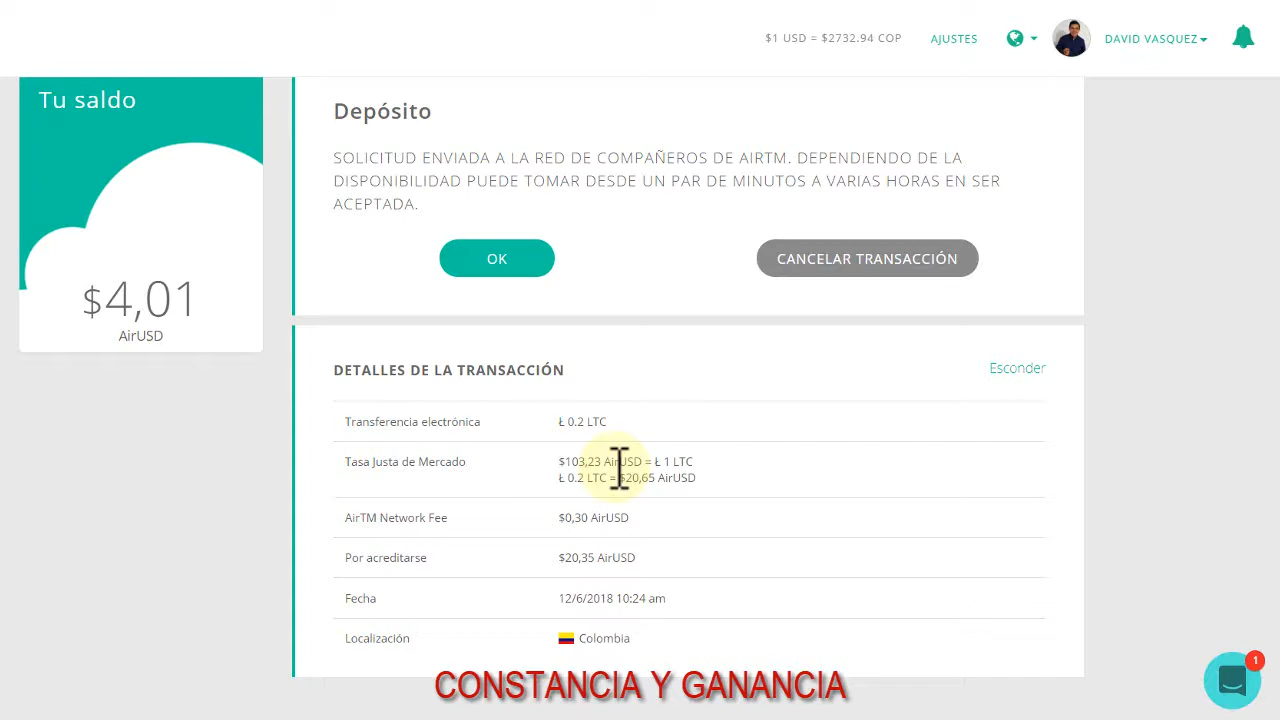 $1 USD = $2732.94 COP
AJUSTES
DAVID VASQUEZ
Tu saldo
$4,01
AirUSD
Depósito
SOLICITUD ENVIADA A LA RED DE COMPAÑEROS DE AIRTM. DEPENDIENDO DE LA
DISPONIBILIDAD PUEDE TOMAR DESDE UN PAR DE MINUTOS A VARIAS HORAS EN SER
ACEPTADA.
OK
CANCELAR TRANSACCIÓN
DETALLES DE LA TRANSACCIÓN
Esconder
Transferencia electrónica
Ł 0.2 LTC
Tasa Justa de Mercado
$103,23 AirUSD = Ł 1 LTC
Ł 0.2 LTC = $20,65 AirUSD
AirTM Network Fee
$0,30 AirUSD
Por acreditarse
$20,35 AirUSD
Fecha
12/6/2018 10:24 am
Localización
Colombia
1
CONSTANCIA Y GANANCIA